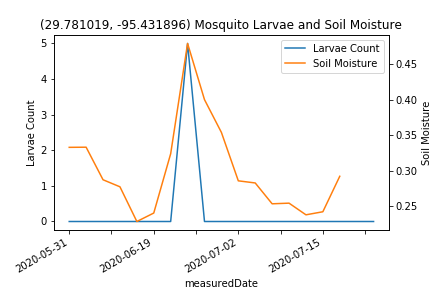 (29.781019, -95.431896) Mosquito Larvae and Soil Moisture
Larvae Count
Soil Moisture
5
4
3
2
1
0
Larvae Count
0.45
0.40
0.35
0.30
0.25
Soil Moisture
2020-05-31
2020-06-19
2020-07-02
2020-07-15
measuredDate